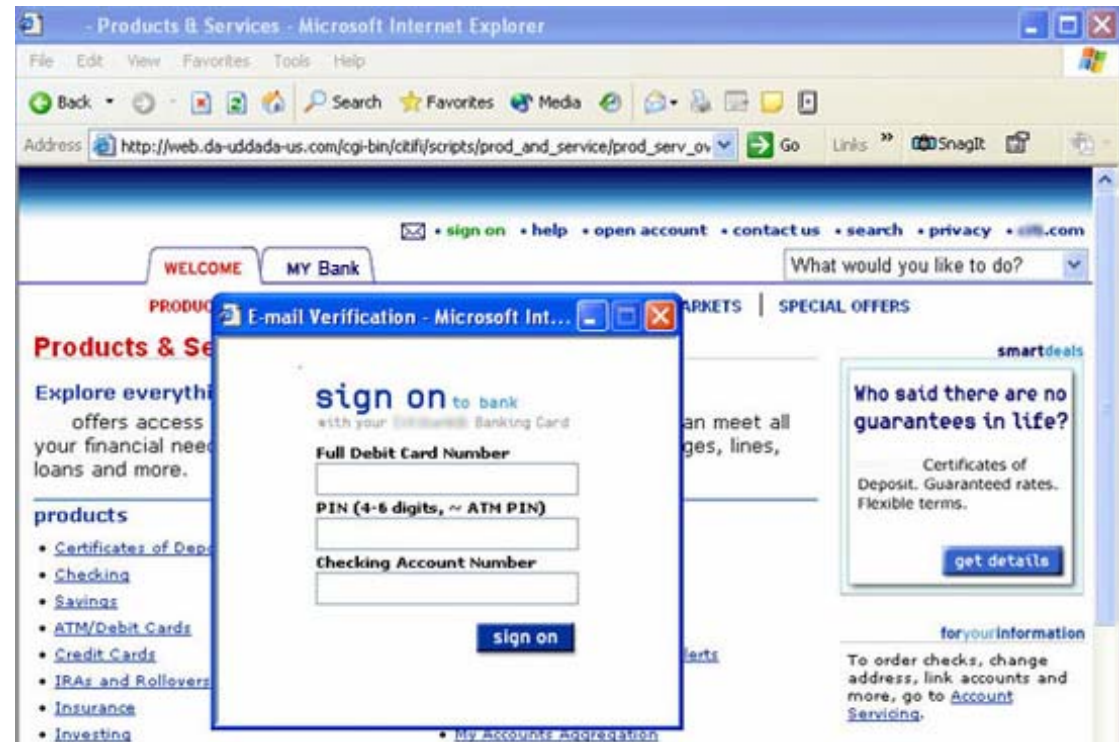 - Products & Services - Microsoft Internet Explorer
File Edit View Favorites Tools Help
Back Search Favorites Media
Address http://web.da-uddada-us.com/cgi-bin/citifi/scripts/prod_and_service/prod_serv_ov Go Links » SnagIt
• sign on • help • open account • contact us • search • privacy • .com
WELCOME MY Bank What would you like to do?
PRODUC ARKETS | SPECIAL OFFERS
E-mail Verification - Microsoft Int...
Products & Se
Explore everythi
offers access an meet all
your financial need ges, lines,
loans and more.
products
• Certificates of Depo
• Checking
• Savings
• ATM/Debit Cards
• Credit Cards lerts
• IRAs and Rollovers
• Insurance
• Investing • My Accounts Aggregation
sign on to bank
with your Banking Card
Full Debit Card Number
PIN (4-6 digits, ~ ATM PIN)
Checking Account Number
sign on
smartdeals
Who said there are no
guarantees in life?
Certificates of
Deposit. Guaranteed rates.
Flexible terms.
get details
foryourinformation
To order checks, change
address, link accounts and
more, go to Account
Servicing.